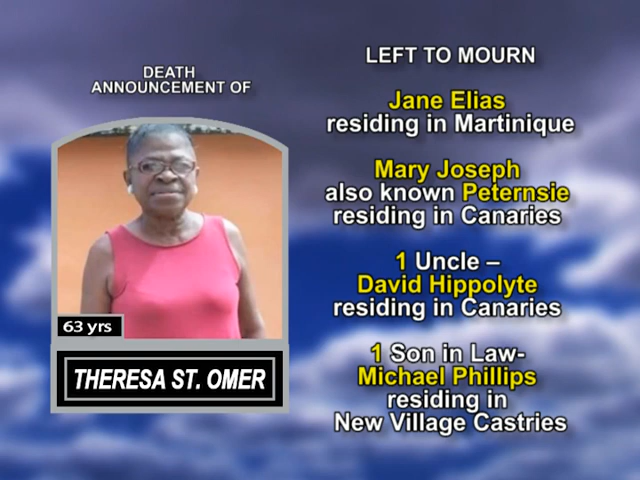 DEATH
ANNOUNCEMENT OF
63 yrs
THERESA ST. OMER
LEFT TO MOURN
Jane Elias
residing in Martinique
Mary Joseph
also known Peternsie
residing in Canaries
1 Uncle –
David Hippolyte
residing in Canaries
1 Son in Law-
Michael Phillips
residing in
New Village Castries